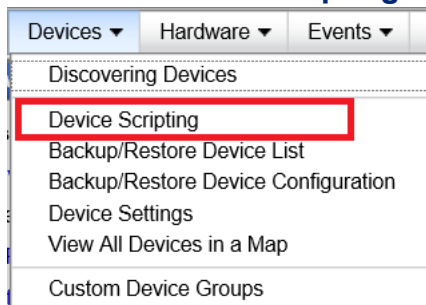 Devices ▾ Hardware ▾ Events ▾
Discovering Devices
Device Scripting
Backup/Restore Device List
Backup/Restore Device Configuration
Device Settings
View All Devices in a Map
Custom Device Groups